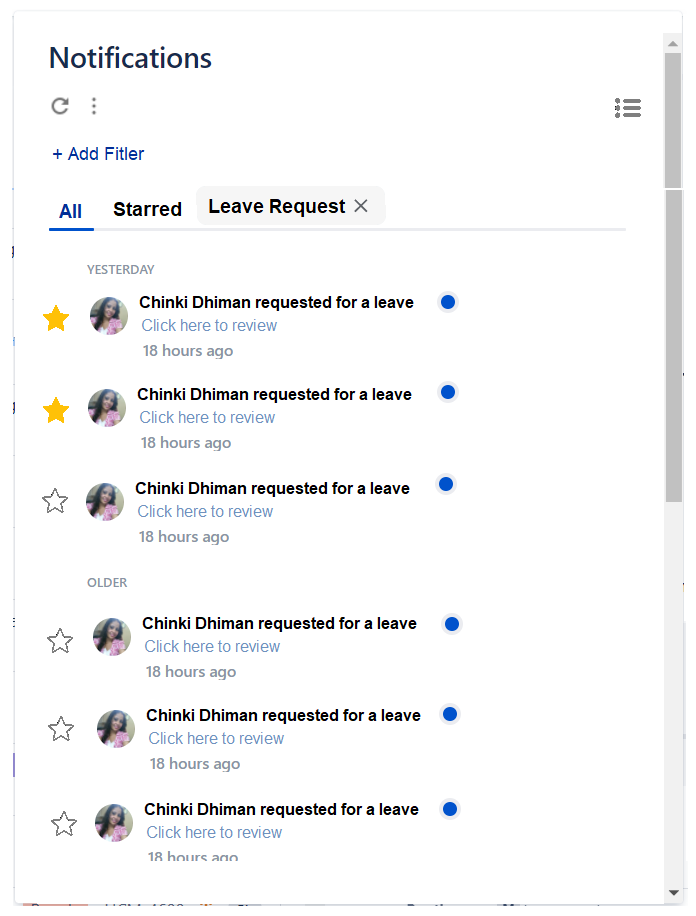 Notifications
+ Add Fitler
All Starred Leave Request
YESTERDAY
Chinki Dhiman requested for a leave
Click here to review
18 hours ago
Chinki Dhiman requested for a leave
Click here to review
18 hours ago
Chinki Dhiman requested for a leave
Click here to review
18 hours ago
OLDER
Chinki Dhiman requested for a leave
Click here to review
18 hours ago
Chinki Dhiman requested for a leave
Click here to review
18 hours ago
Chinki Dhiman requested for a leave
Click here to review
18 hours ago